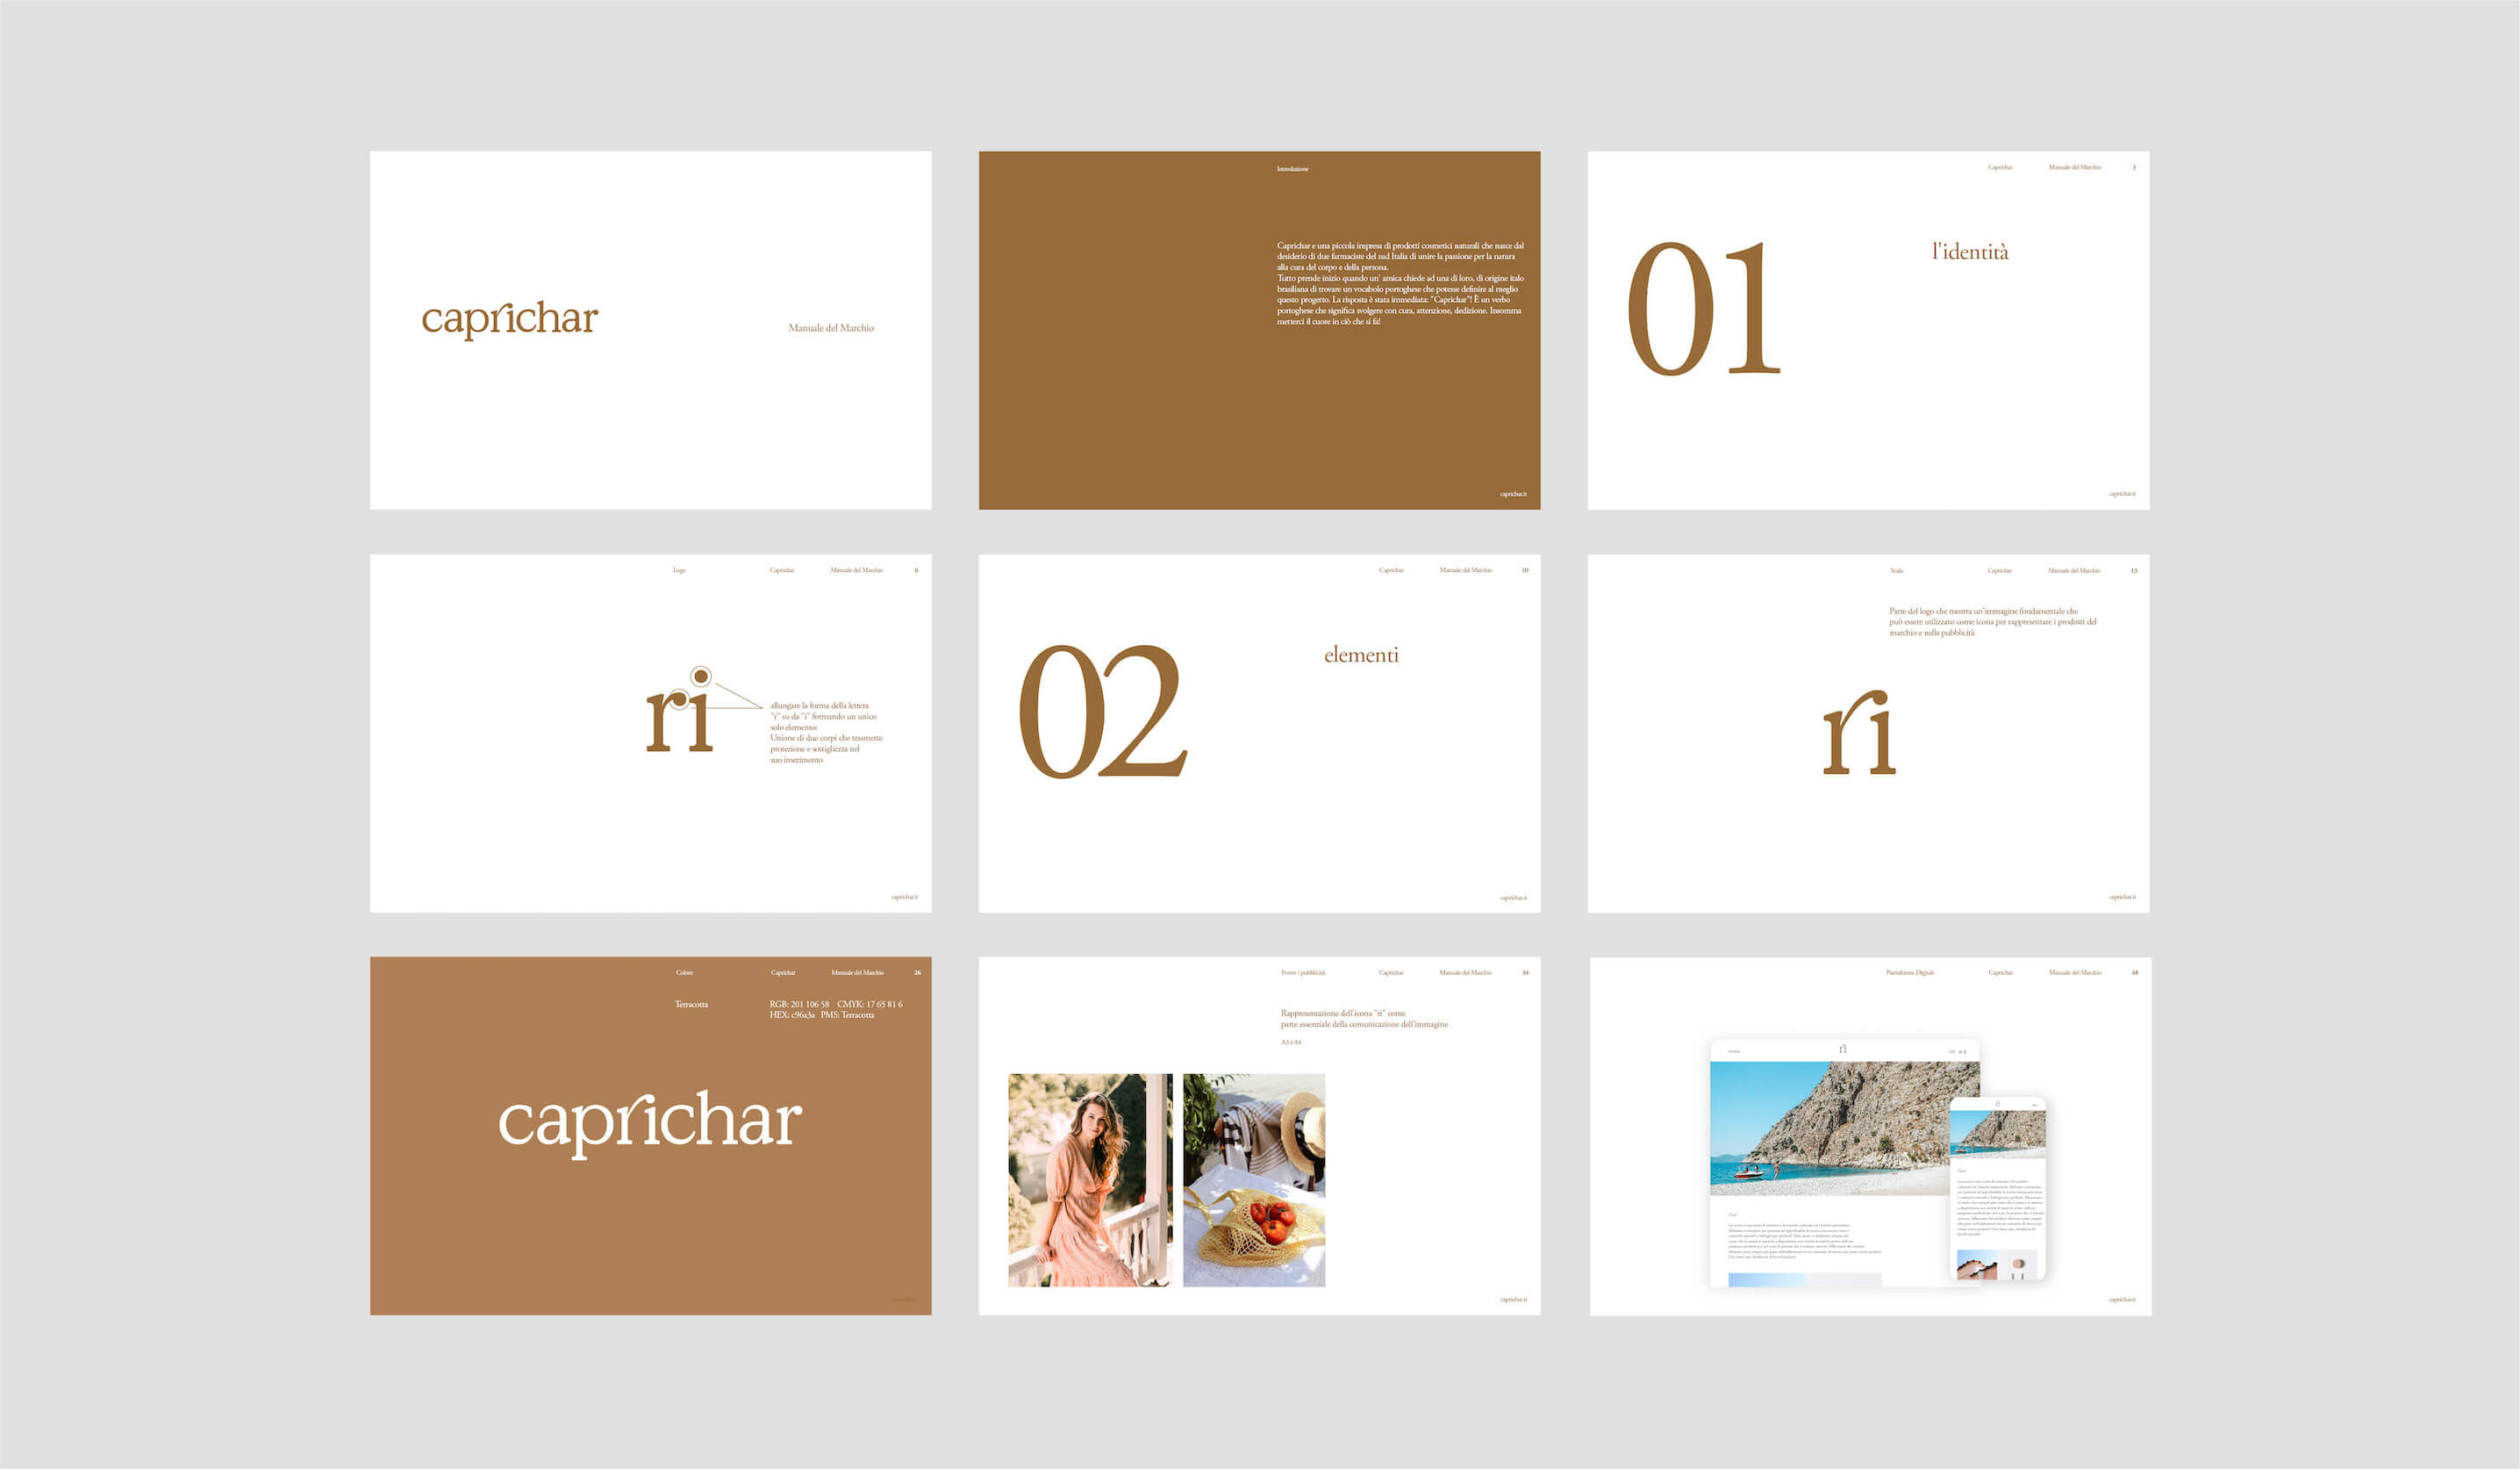 caprichar
Manuale del Marchio
Introduzione
Caprichar e una piccola impresa di prodotti cosmetici naturali che nasce dal
desiderio di due farmaciste del sud Italia di unire la passione per la natura
alla cura del corpo e della persona.
Tutto prende inizio quando un' amica chiede ad una di loro, di origine italo
brasiliana di trovare un vocabolo portoghese che potesse definire al meglio
questo progetto. La risposta è stata immediata: "Caprichar"! È un verbo
portoghese che significa svolgere con cura, attenzione, dedizione. Insomma
metterci il cuore in ciò che si fa!
caprichar.it
Caprichar Manuale del Marchio 3
01
l'identità
caprichar.it
Logo Caprichar Manuale del Marchio 6
ri
allungare la forma della lettera
"r" su da "i" formando un unico
solo elemento:
Unione di due corpi che trasmette
protezione e sottigliezza nel
suo inserimento
caprichar.it
Caprichar Manuale del Marchio 10
02
elementi
caprichar.it
Scala Caprichar Manuale del Marchio 13
Parte del logo che mostra un'immagine fondamentale che
può essere utilizzato come icona per rappresentare i prodotti del
marchio e nella pubblicità
ri
caprichar.it
Colore Caprichar Manuale del Marchio 26
Terracotta RGB: 201 106 58 CMYK: 17 65 81 6
HEX: c96a3a PMS: Terracotta
caprichar
Poster / pubblicità Caprichar Manuale del Marchio 34
Rappresentazione dell'icona "ri" come
parte essenziale della comunicazione dell'immagine
A3 e A4
caprichar.it
Piattaforme Digitali Caprichar Manuale del Marchio 48
ri
ri
caprichar.it